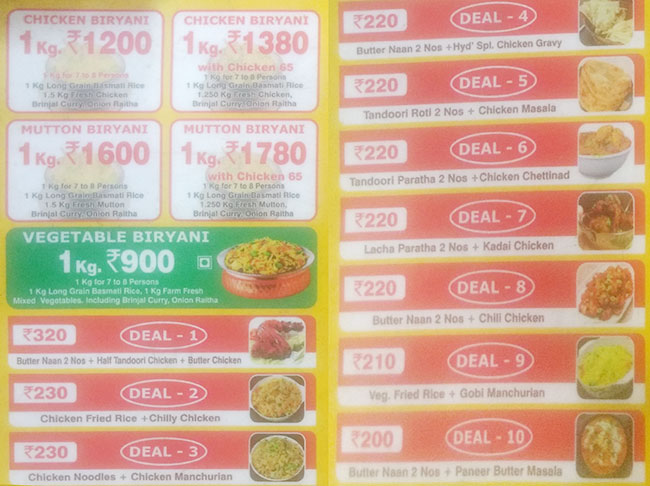 CHICKEN BIRYANI
1 Kg. ₹1200
1 Kg for 7 to 8 Persons
1 Kg Long Grain Basmati Rice
1.5 Kg Fresh Chicken,
Brinjal Curry, Onion Raitha
CHICKEN BIRYANI
1 Kg. ₹1380
with Chicken 65
1 Kg for 7 to 8 Persons
1 Kg Long Grain Basmati Rice
1.250 Kg Fresh Chicken,
Brinjal Curry, Onion Raitha
MUTTON BIRYANI
1 Kg. ₹1600
1 Kg for 7 to 8 Persons
1 Kg Long Grain Basmati Rice
1.5 Kg Fresh Mutton
Brinjal Curry, Onion Raitha
MUTTON BIRYANI
1 Kg. ₹1780
with Chicken 65
1 Kg for 7 to 8 Persons
1 Kg Long Grain Basmati Rice
1.250 Kg Fresh Mutton,
Brinjal Curry, Onion Raitha
VEGETABLE BIRYANI
1 Kg. ₹900
1 Kg for 7 to 8 Persons
1 Kg Long Grain Basmeti Rice, 1 Kg Farm Fresh
Mixed Vegetables. Including Brinjal Curry, Onion Raitha
₹320 DEAL - 1
Butter Naan 2 Nos + Half Tandoori Chicken + Butter Chicken
₹230 DEAL - 2
Chicken Fried Rice +Chilly Chicken
₹230 DEAL - 3
Chicken Noodles + Chicken Manchurian
₹220 DEAL - 4
Butter Naan 2 Nos +Hyd' Spl. Chicken Gravy
₹220 DEAL - 5
Tandoori Roti 2 Nos + Chicken Masala
₹220 DEAL - 6
Tandoori Paratha 2 Nos +Chicken Chettinad
₹220 DEAL - 7
Lacha Paratha 2 Nos + Kadai Chicken
₹220 DEAL - 8
Butter Naan 2 Nos + Chili Chicken
₹210 DEAL - 9
Veg. Fried Rice + Gobi Manchurian
₹200 DEAL - 10
Butter Naan 2 Nos + Paneer Butter Masala